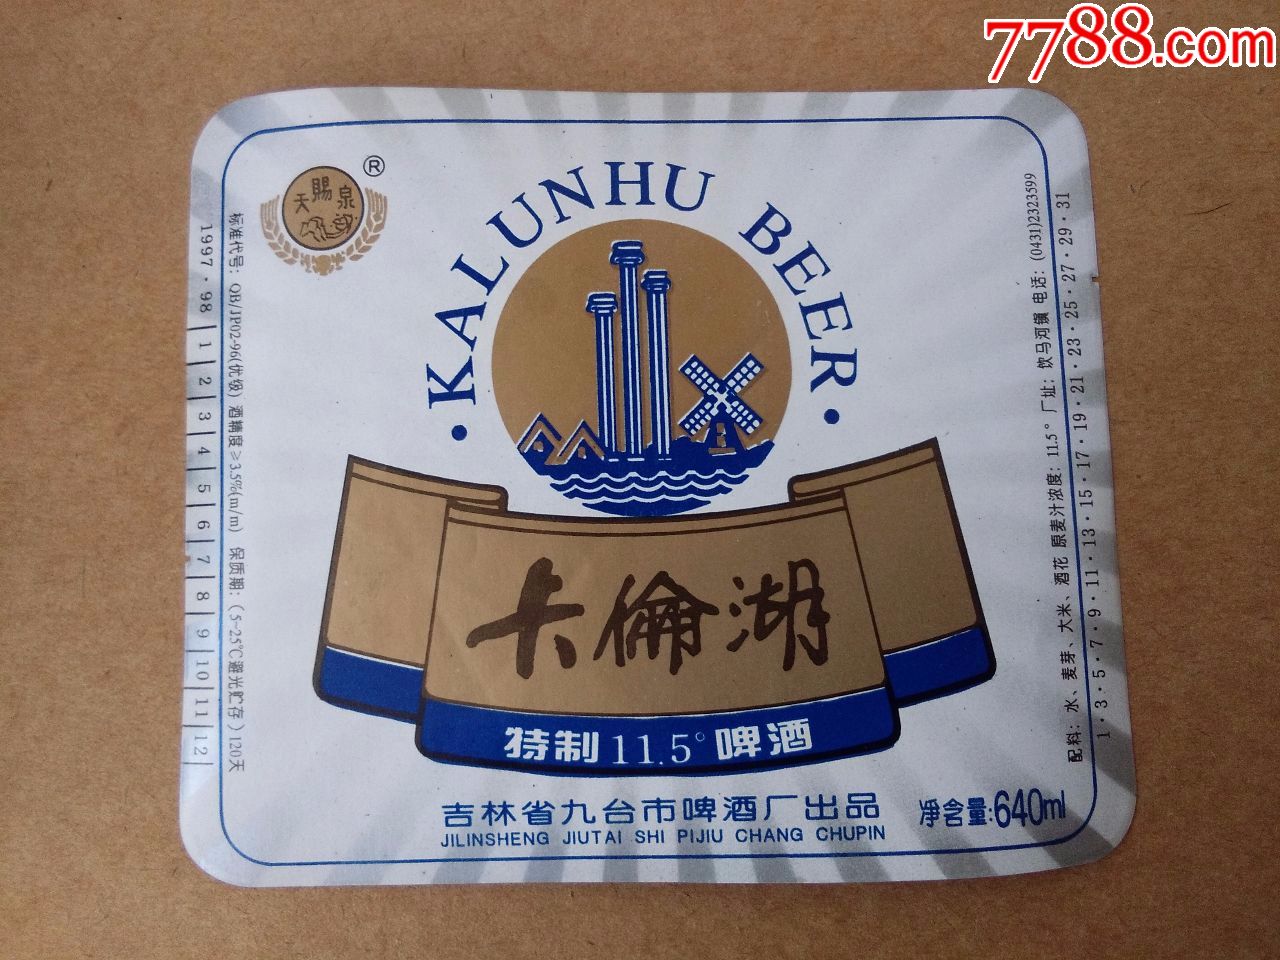 7788.com
天賜泉
®
·KALUNHU BEER·
卡倫湖
特制11.5°啤酒
吉林省九台市啤酒厂出品
JILINSHENG JIUTAI SHI PIJIU CHANG CHUPIN
净含量:640ml
标准代号：QB/JP02-96(优级) 酒精度≥3.5%(m/m) 保质期：(5-25℃避光贮存)120天
1997·98|1|2|3|4|5|6|7|8|9|10|11|12|
配料：水、麦芽、大米、酒花 原麦汁浓度：11.5° 厂址：饮马河镇 电话：(0431)2323599
1·3·5·7·9·11·13·15·17·19·21·23·25·27·29·31